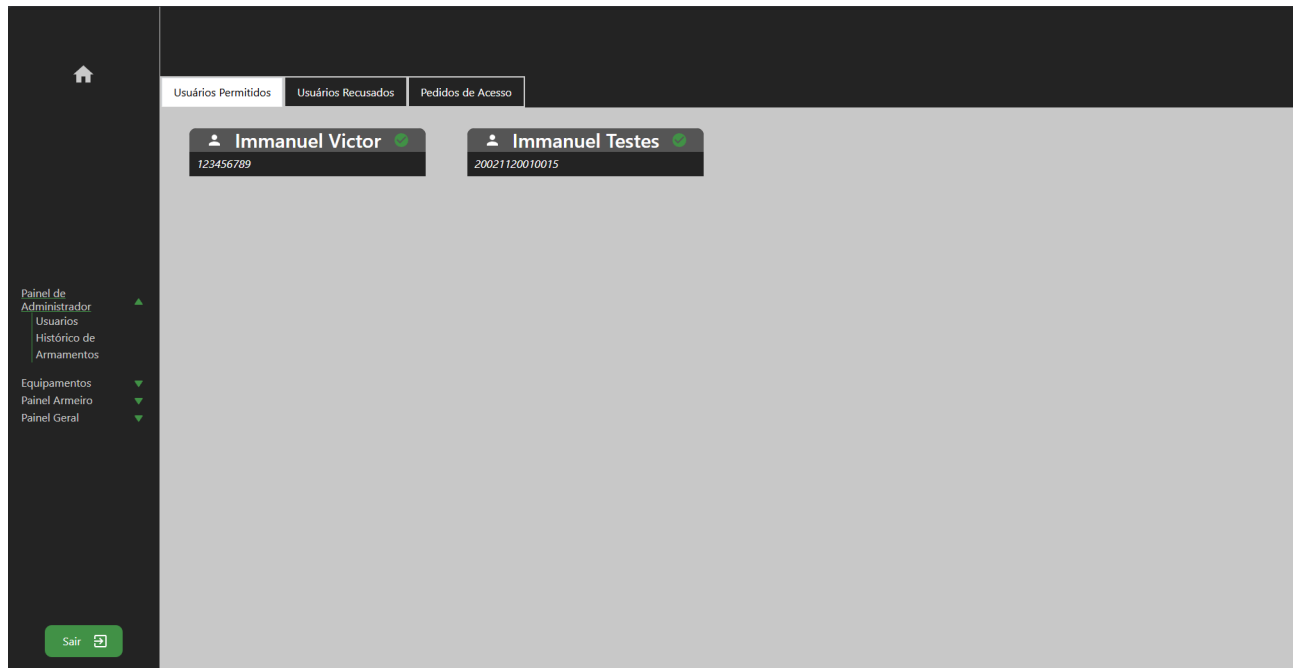 Usuários Permitidos
Usuários Recusados
Pedidos de Acesso
Immanuel Victor
123456789
Immanuel Testes
20021120010015
Painel de
Administrador
Usuarios
Histórico de
Armamentos
Equipamentos
Painel Armeiro
Painel Geral
Sair